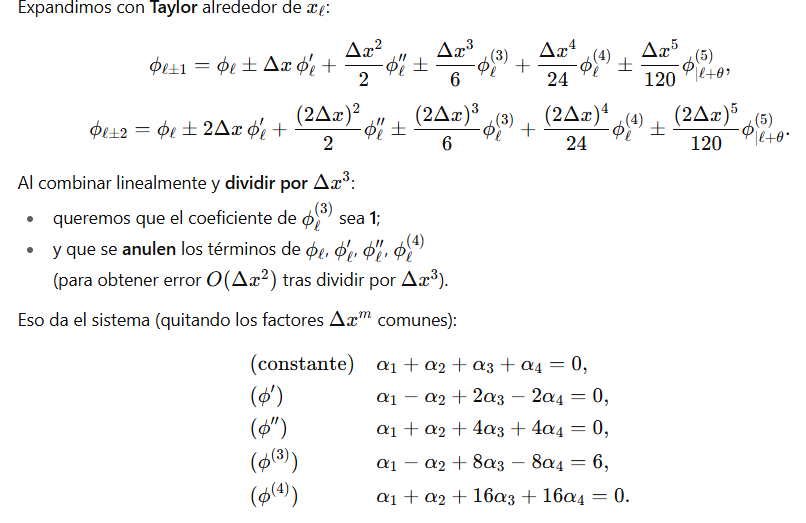 Expandimos con Taylor alrededor de $x_\ell$:
$\phi_{\ell\pm1} = \phi_\ell \pm \Delta x\, \phi'_\ell + \frac{\Delta x^2}{2}\phi''_\ell \pm \frac{\Delta x^3}{6}\phi^{(3)}_\ell + \frac{\Delta x^4}{24}\phi^{(4)}_\ell \pm \frac{\Delta x^5}{120}\phi^{(5)}_{|\ell+\theta},$
$\phi_{\ell\pm2} = \phi_\ell \pm 2\Delta x\, \phi'_\ell + \frac{(2\Delta x)^2}{2}\phi''_\ell \pm \frac{(2\Delta x)^3}{6}\phi^{(3)}_\ell + \frac{(2\Delta x)^4}{24}\phi^{(4)}_\ell \pm \frac{(2\Delta x)^5}{120}\phi^{(5)}_{|\ell+\theta}.$
Al combinar linealmente y dividir por $\Delta x^3$:
• queremos que el coeficiente de $\phi^{(3)}_\ell$ sea 1;
• y que se anulen los términos de $\phi_\ell, \phi'_\ell, \phi''_\ell, \phi^{(4)}_\ell$
(para obtener error $O(\Delta x^2)$ tras dividir por $\Delta x^3$).
Eso da el sistema (quitando los factores $\Delta x^m$ comunes):
(constante) $\alpha_1 + \alpha_2 + \alpha_3 + \alpha_4 = 0,$
$(\phi')$ $\alpha_1 - \alpha_2 + 2\alpha_3 - 2\alpha_4 = 0,$
$(\phi'')$ $\alpha_1 + \alpha_2 + 4\alpha_3 + 4\alpha_4 = 0,$
$(\phi^{(3)})$ $\alpha_1 - \alpha_2 + 8\alpha_3 - 8\alpha_4 = 6,$
$(\phi^{(4)})$ $\alpha_1 + \alpha_2 + 16\alpha_3 + 16\alpha_4 = 0.$